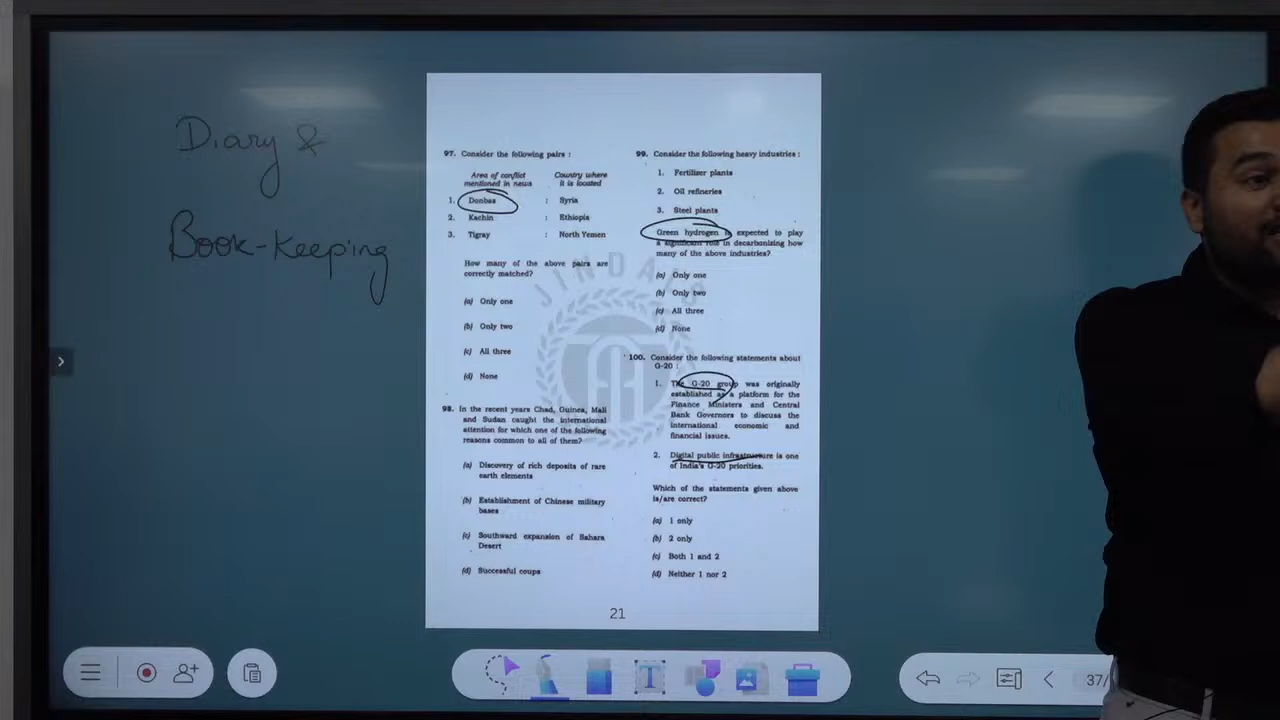 Diary &
Book-Keeping
97. Consider the following pairs :
Area of conflict mentioned in news
Country where it is located
1. Donbas : Syria
2. Kachin : Ethiopia
3. Tigray : North Yemen
How many of the above pairs are
correctly matched?
(a) Only one
(b) Only two
(c) All three
(d) None
98. In the recent years Chad, Guinea, Mali
and Sudan caught the international
attention for which one of the following
reasons common to all of them?
(a) Discovery of rich deposits of rare
earth elements
(b) Establishment of Chinese military
bases
(c) Southward expansion of Sahara
Desert
(d) Successful coups
99. Consider the following heavy industries :
1. Fertilizer plants
2. Oil refineries
3. Steel plants
Green hydrogen is expected to play
a significant role in decarbonizing how
many of the above industries?
(a) Only one
(b) Only two
(c) All three
(d) None
100. Consider the following statements about
G-20 :
1. The G-20 group was originally
established as a platform for the
Finance Ministers and Central
Bank Governors to discuss the
international economic and
financial issues.
2. Digital public infrastructure is one
of India's G-20 priorities.
Which of the statements given above
is/are correct?
(a) 1 only
(b) 2 only
(c) Both 1 and 2
(d) Neither 1 nor 2
21
T
37/